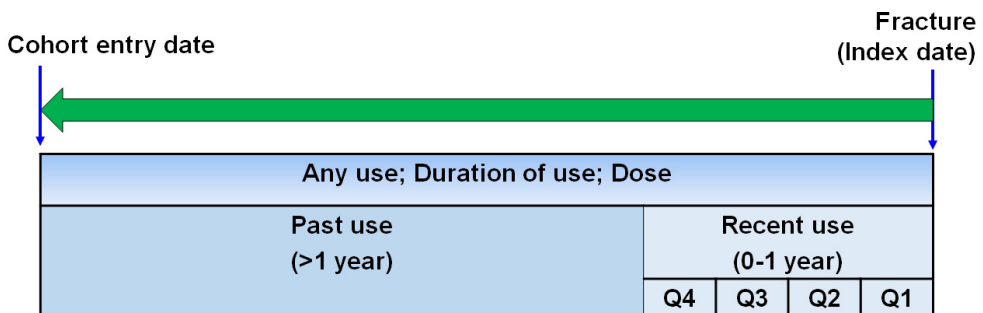 Cohort entry date
Fracture
(Index date)
Any use; Duration of use; Dose
Past use
(>1 year)
Recent use
(0-1 year)
Q4 Q3 Q2 Q1